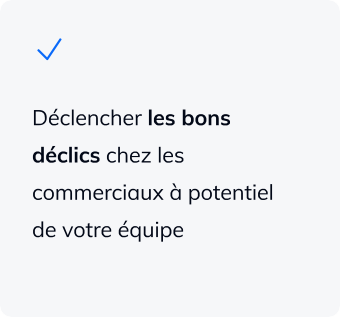 Déclencher les bons
déclics chez les
commerciaux à potentiel
de votre équipe